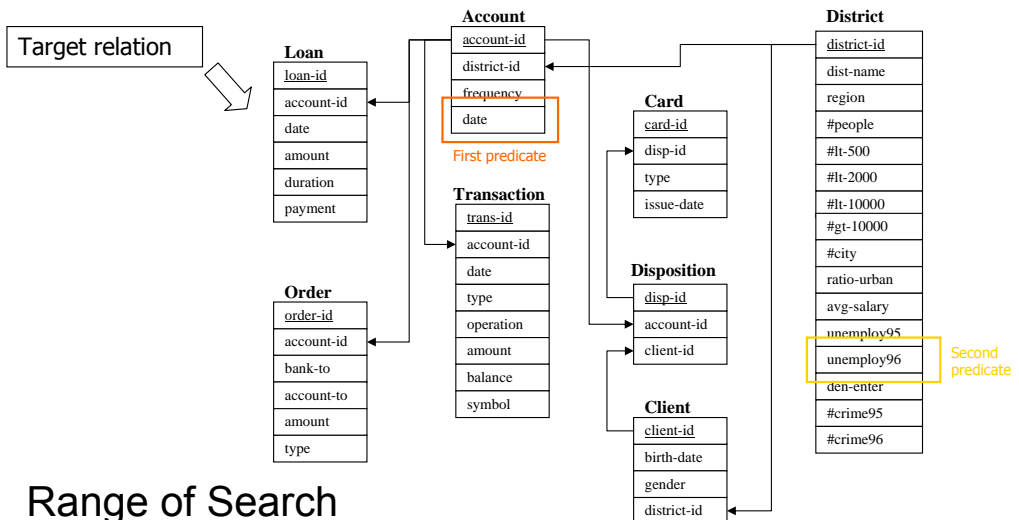 Target relation
Loan
loan-id
account-id
date
amount
duration
payment
Order
order-id
account-id
bank-to
account-to
amount
type
Account
account-id
district-id
frequency
date
First predicate
Transaction
trans-id
account-id
date
type
operation
amount
balance
symbol
Card
card-id
disp-id
type
issue-date
Disposition
disp-id
account-id
client-id
Client
client-id
birth-date
gender
district-id
District
district-id
dist-name
region
#people
#lt-500
#lt-2000
#lt-10000
#gt-10000
#city
ratio-urban
avg-salary
unemploy95
unemploy96
den-enter
#crime95
#crime96
Second
predicate
Range of Search